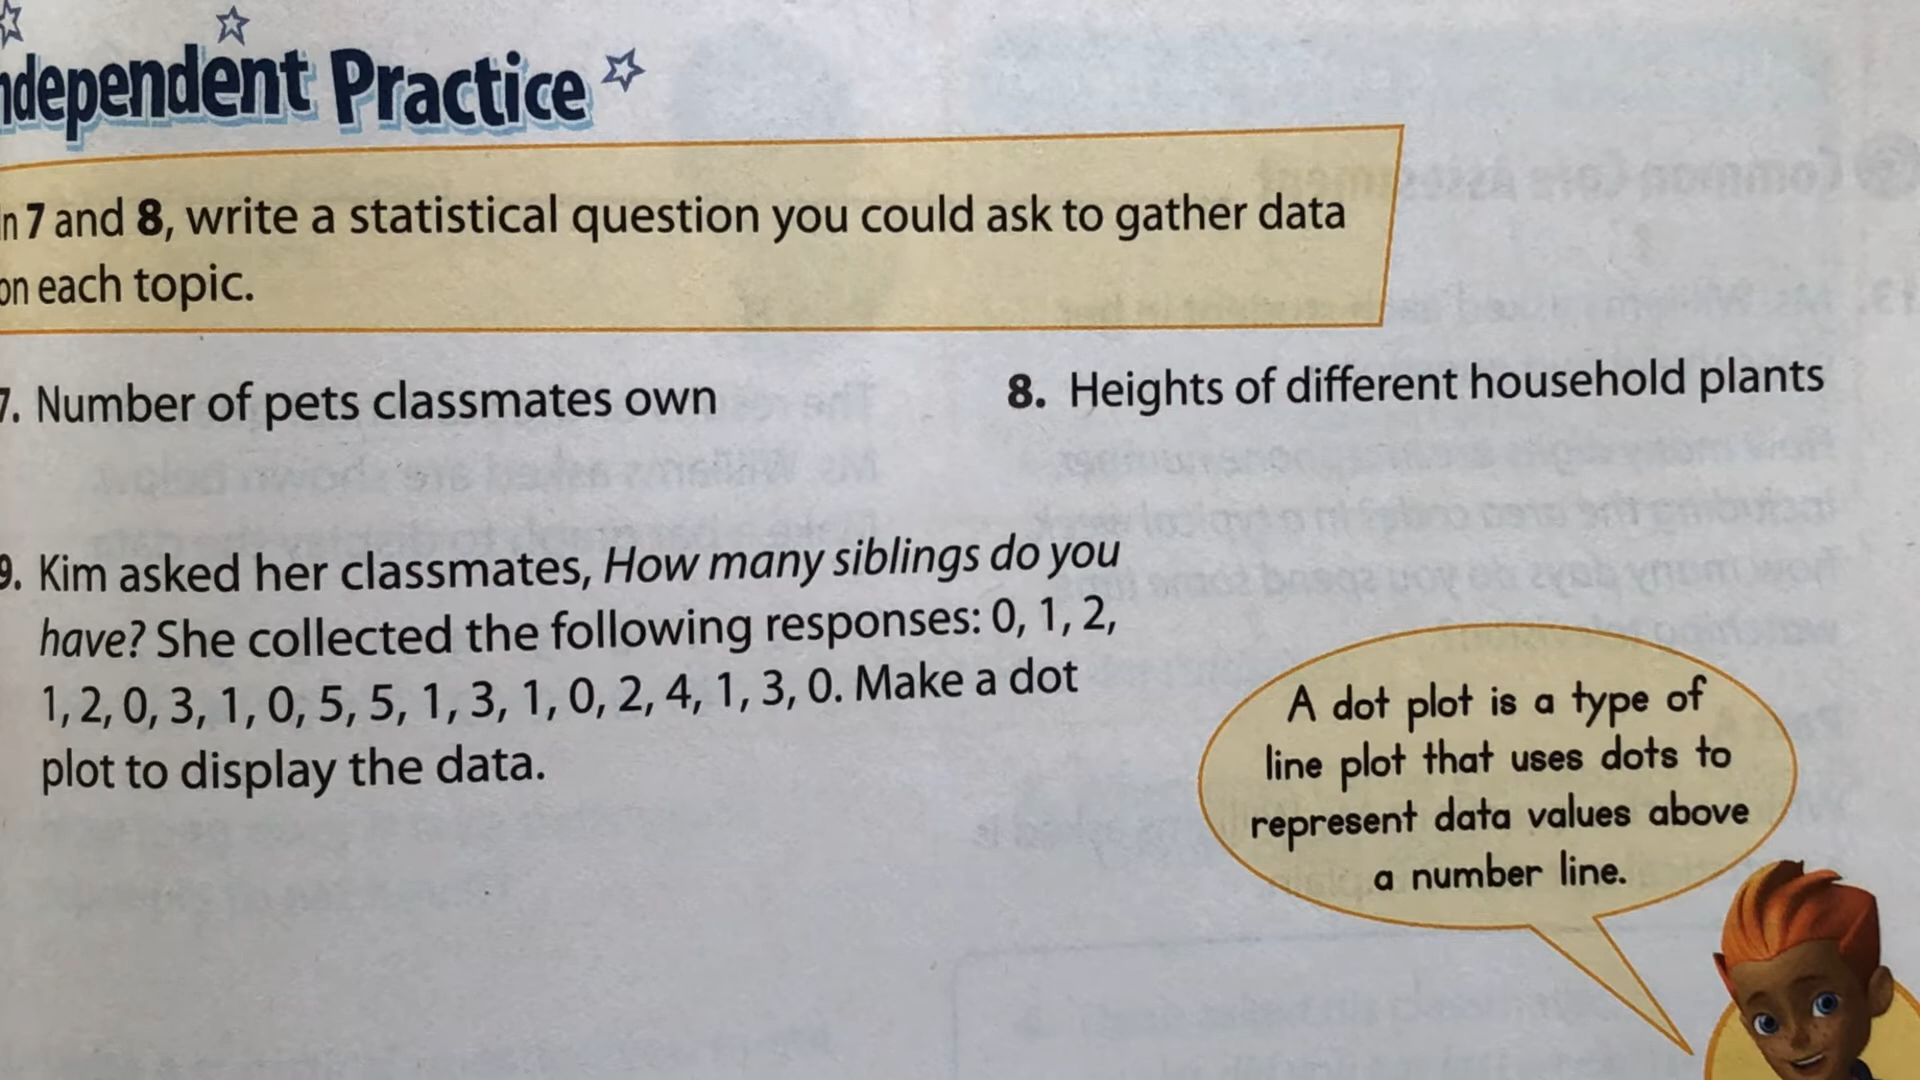 ndependent Practice
n 7 and 8, write a statistical question you could ask to gather data
on each topic.
7. Number of pets classmates own
8. Heights of different household plants
9. Kim asked her classmates, How many siblings do you
have? She collected the following responses: 0, 1, 2,
1, 2, 0, 3, 1, 0, 5, 5, 1, 3, 1, 0, 2, 4, 1, 3, 0. Make a dot
plot to display the data.
A dot plot is a type of
line plot that uses dots to
represent data values above
a number line.